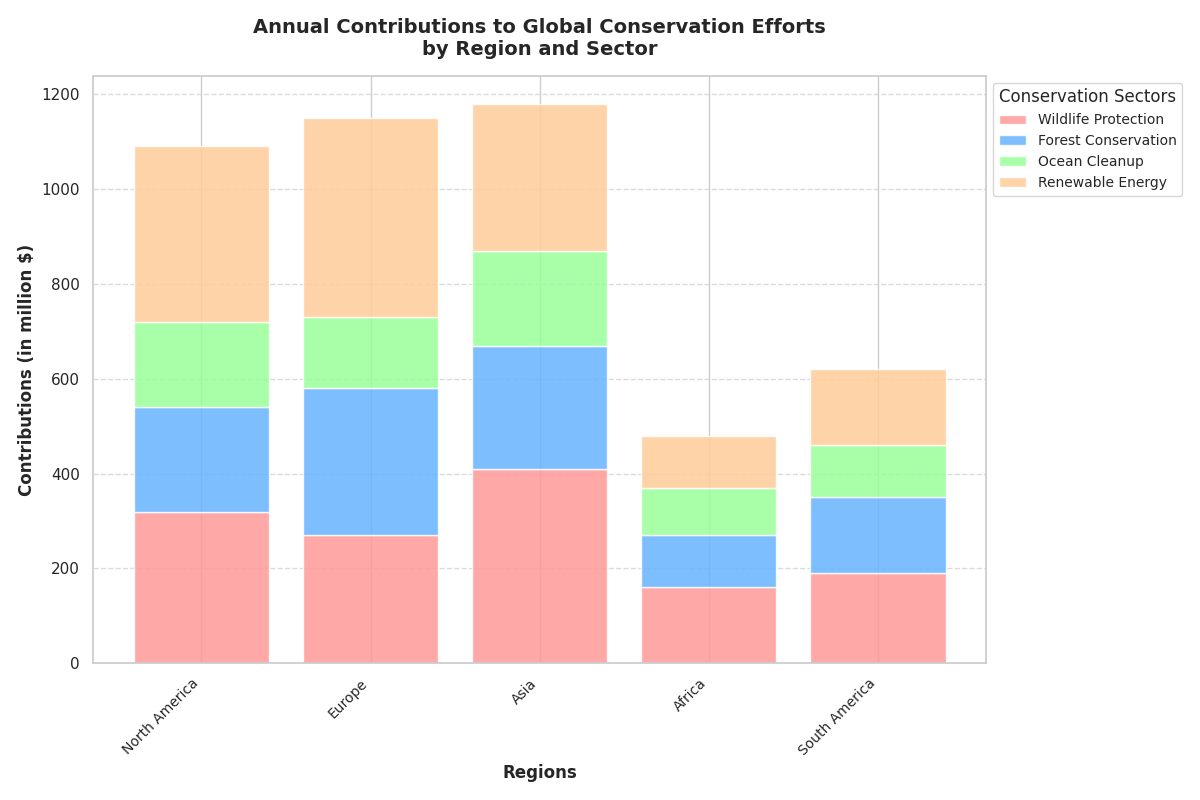 Annual Contributions to Global Conservation Efforts
by Region and Sector
Contributions (in million $)
1200
1000
800
600
400
200
0
North America
Europe
Asia
Africa
South America
Regions
Conservation Sectors
Wildlife Protection
Forest Conservation
Ocean Cleanup
Renewable Energy